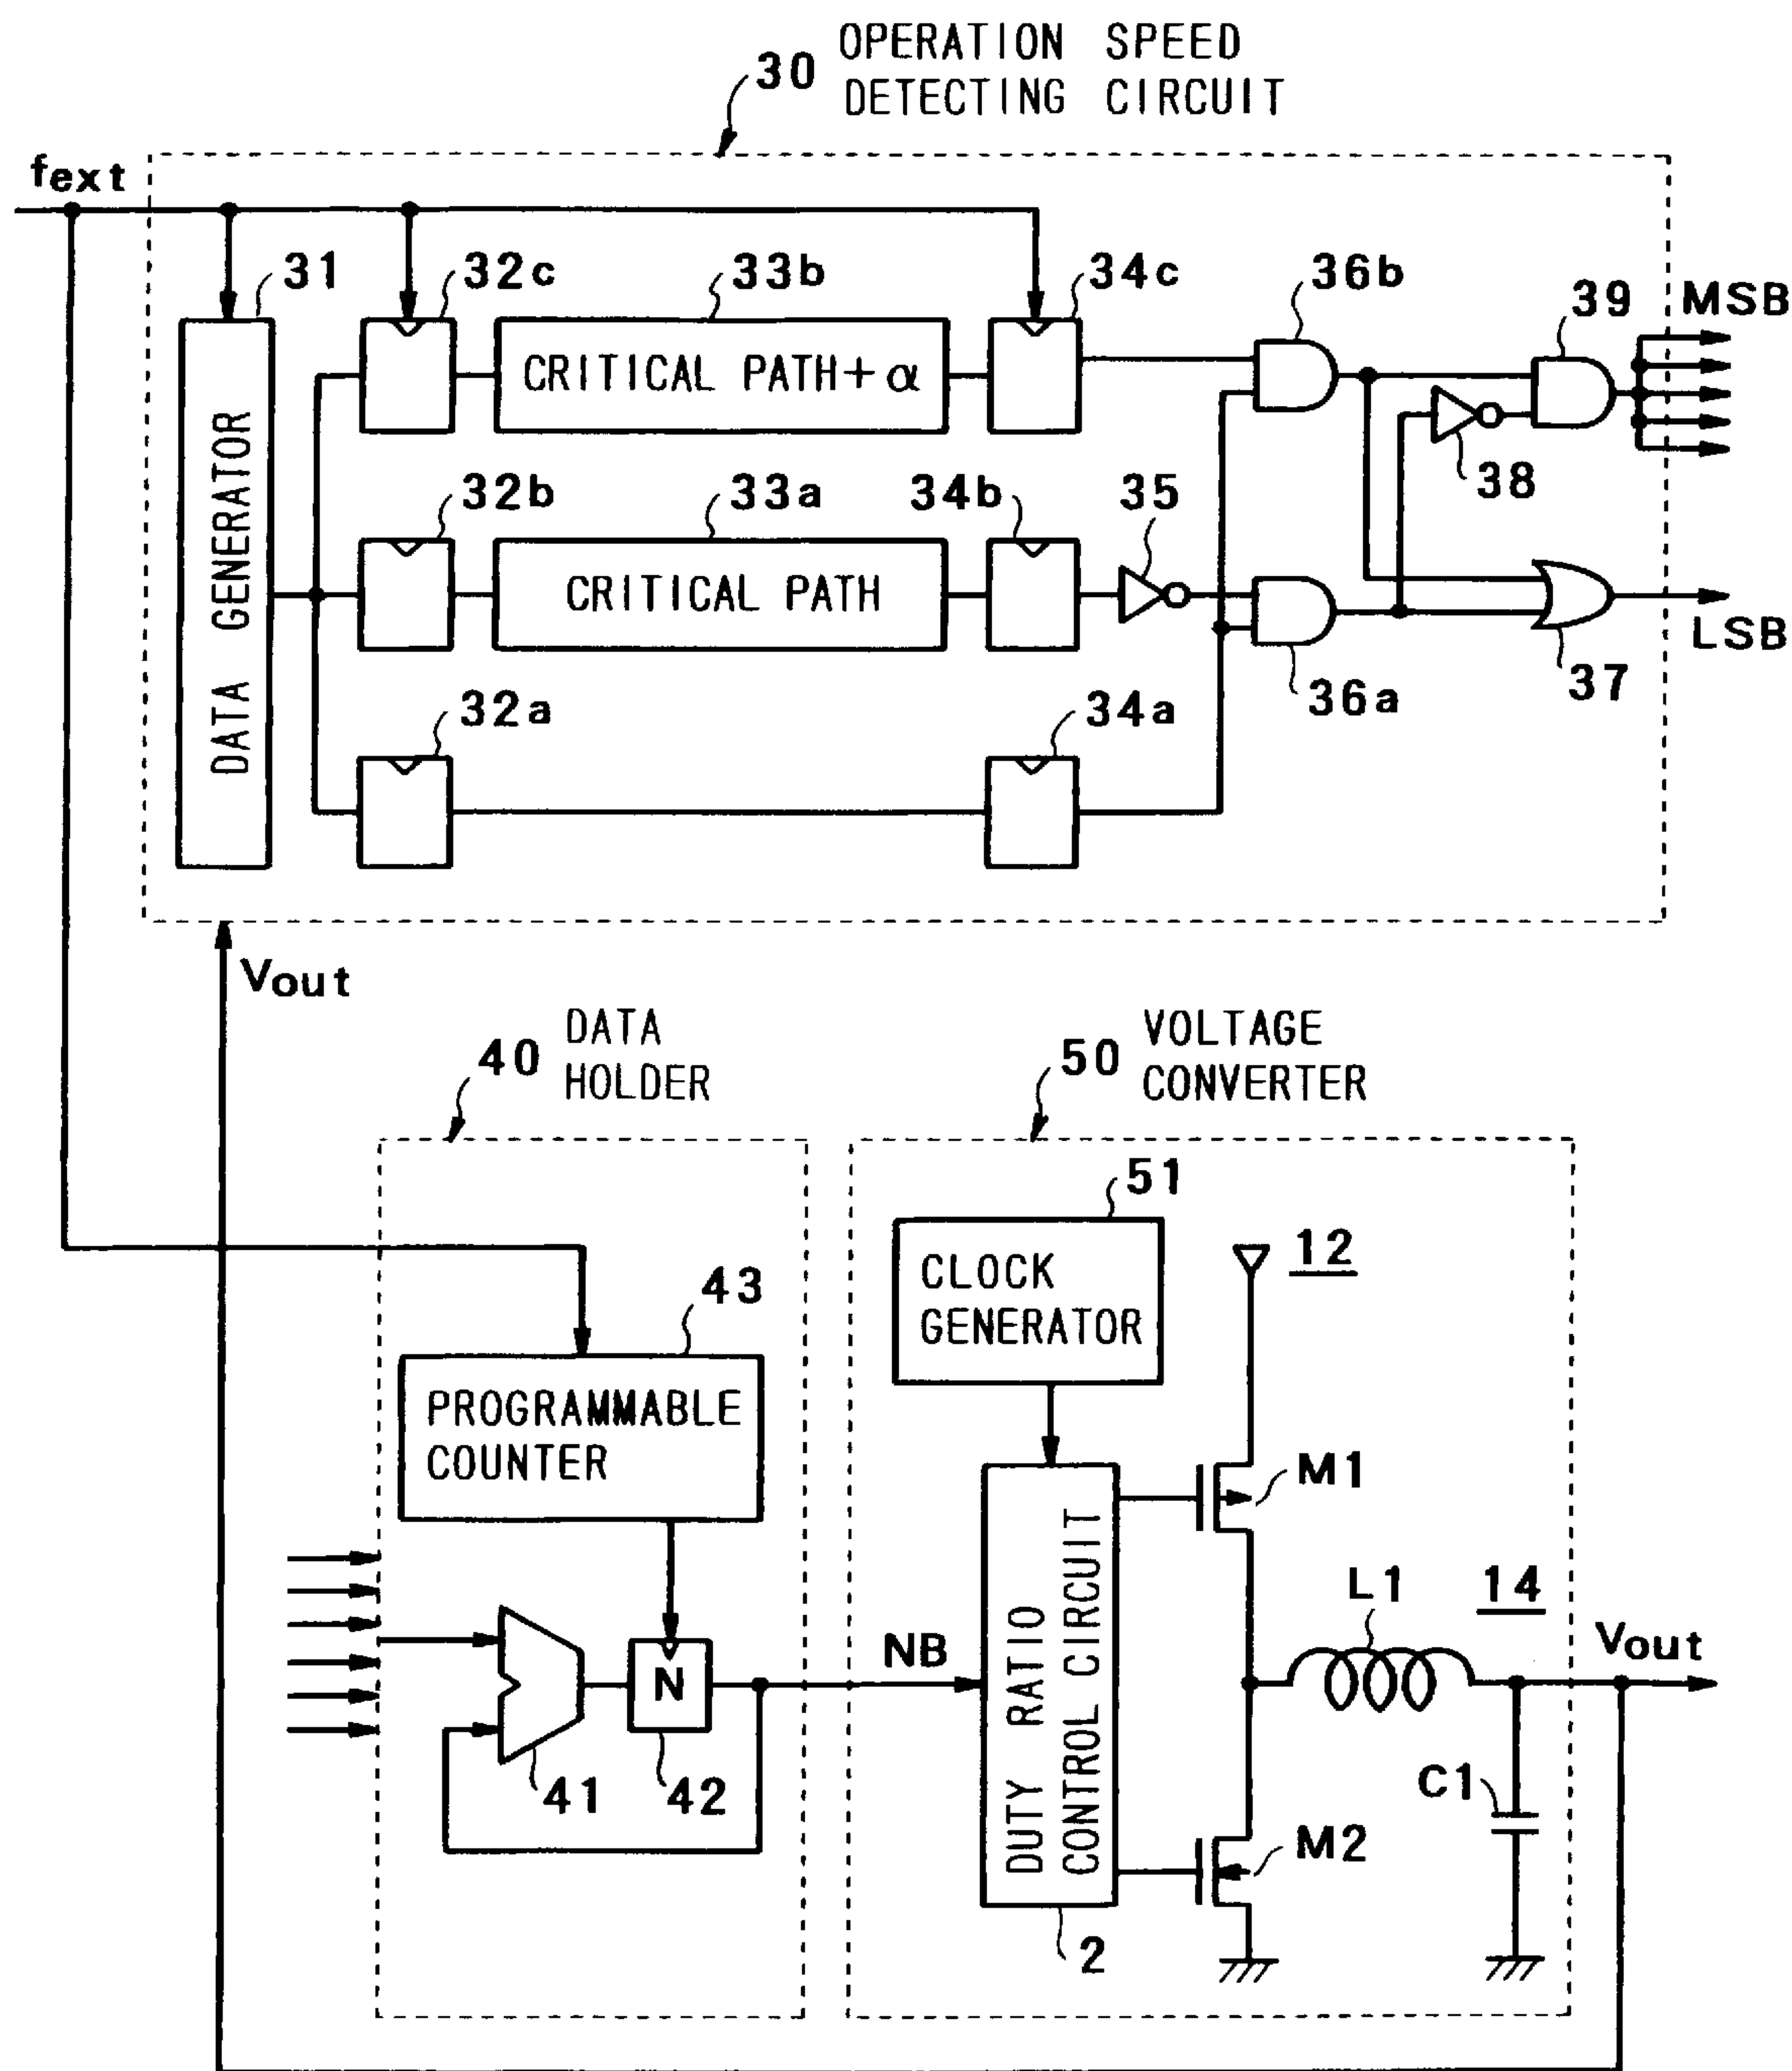 OPERATION SPEED
30 DETECTING CIRCUIT
fext
31
32c
33b
34c
36b
39
MSB
CRITICAL PATH+α
38
DATA GENERATOR
32b
33a
34b
35
CRITICAL PATH
LSB
37
36a
32a
34a
Vout
40 DATA
HOLDER
50 VOLTAGE
CONVERTER
51
CLOCK
GENERATOR
12
43
PROGRAMMABLE
COUNTER
M1
L1
14
Vout
NB
N
DUTY RATIO
CONTROL CIRCUIT
41
42
C1
M2
2